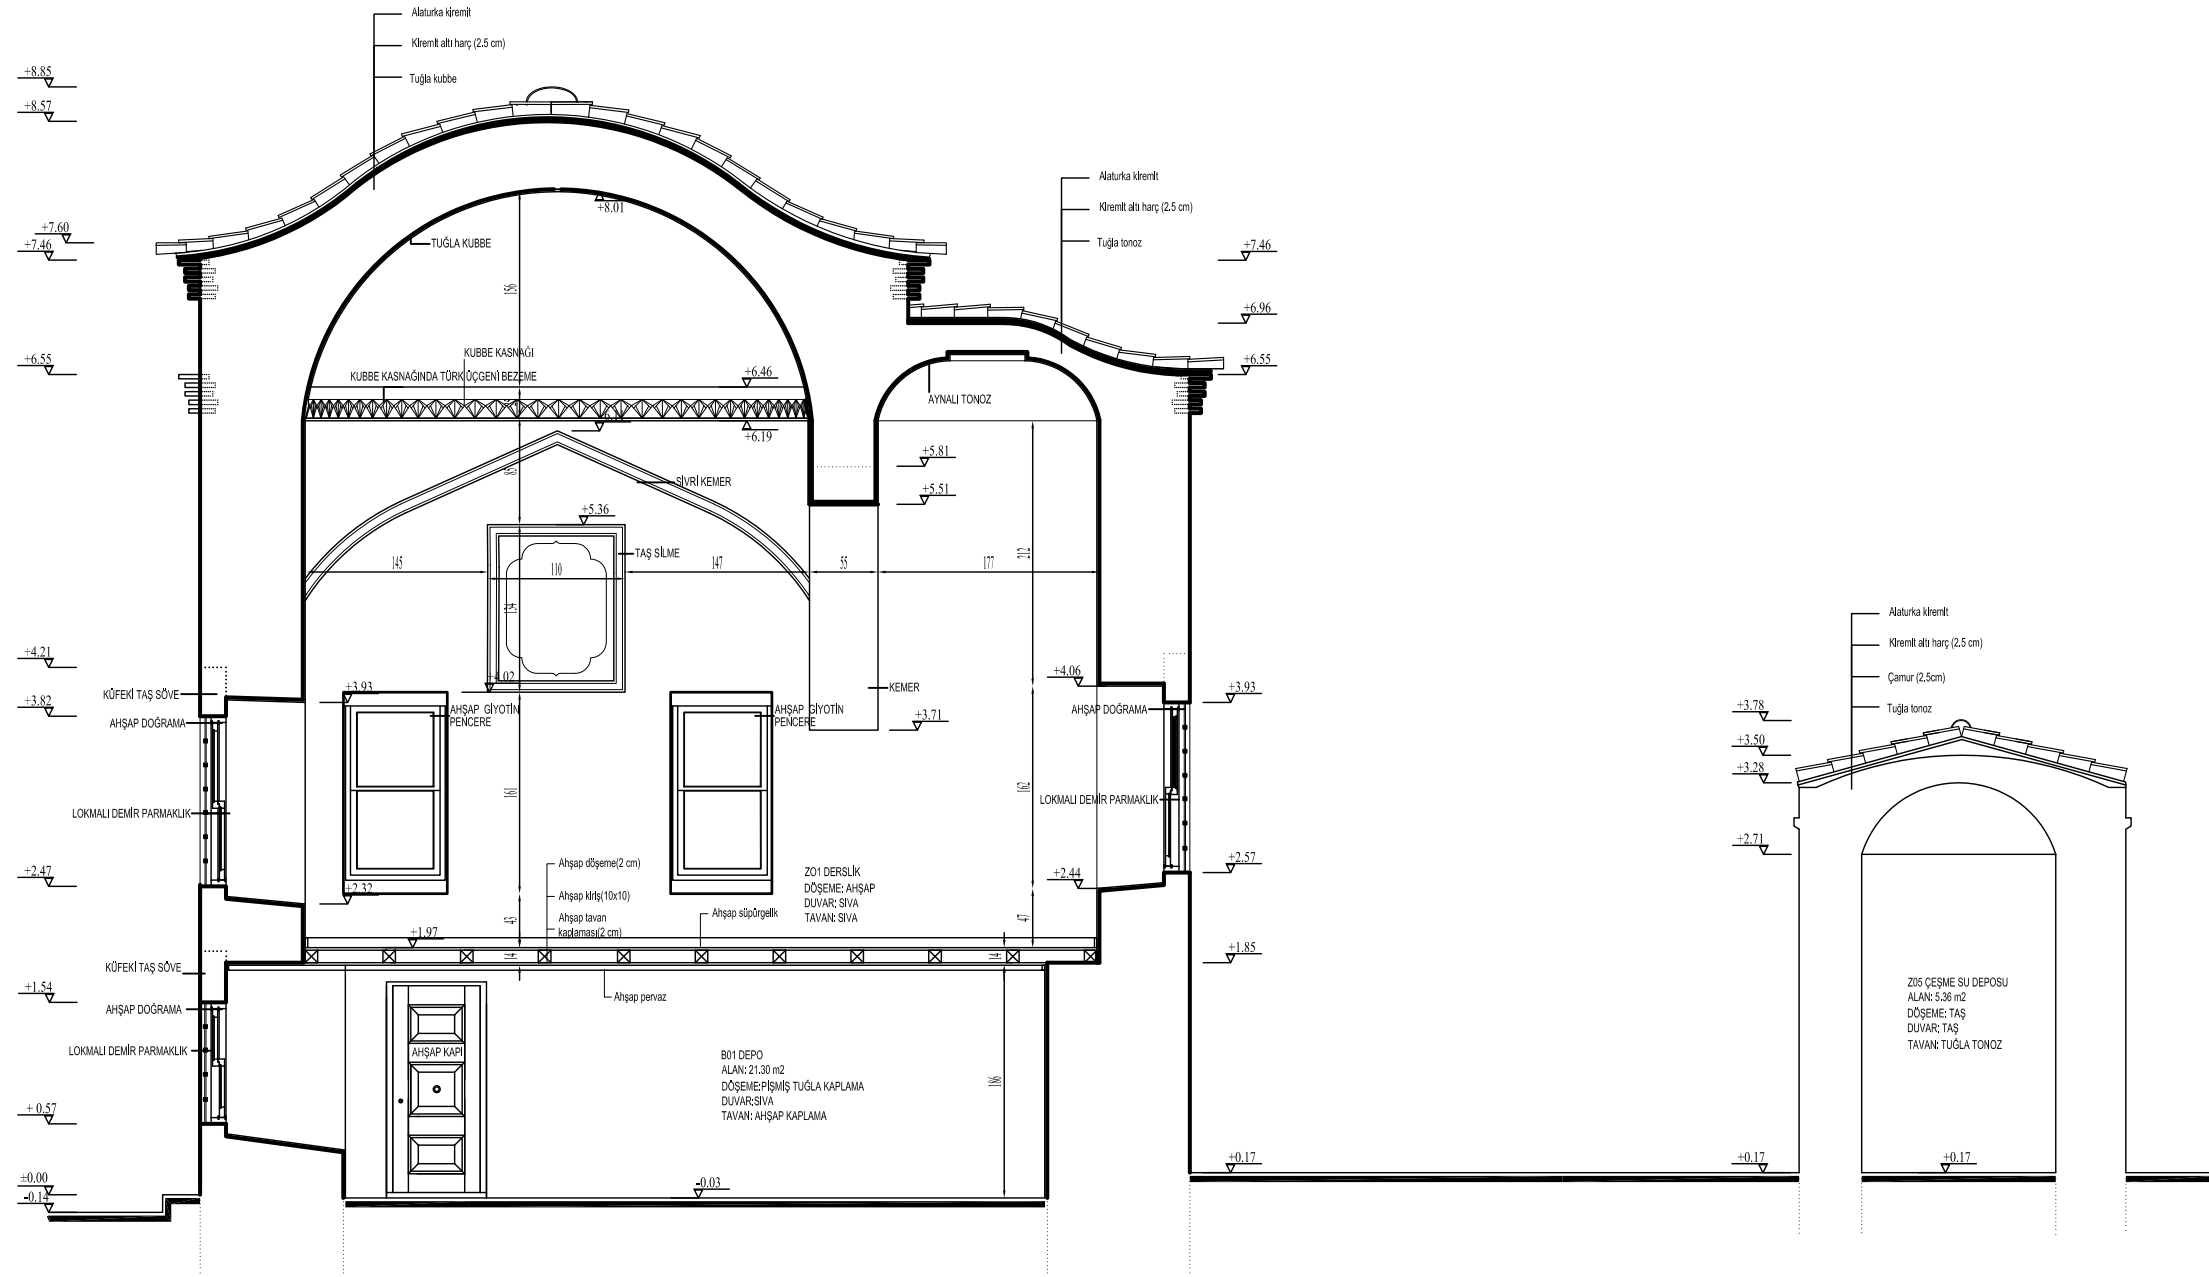 Alaturka kiremit
Kiremit altı harç (2.5 cm)
Tuğla kubbe
+8.85
+8.57
+7.60
+7.46
+6.55
+4.21
+3.82
+2.47
+1.54
+ 0.57
±0.00
-0.14
+8.01
TUĞLA KUBBE
156
KUBBE KASNAĞI
KUBBE KASNAĞINDA TÜRK ÜÇGENİ BEZEME
+6.46
+6.19
85
SİVRİ KEMER
+5.36
TAŞ SİLME
145
110
147
55
177
134
212
+4.02
Alaturka kiremit
Kiremit altı harç (2.5 cm)
Tuğla tonoz
+7.46
+6.96
+6.55
AYNALI TONOZ
+5.81
+5.51
KÜFEKİ TAŞ SÖVE
AHŞAP DOĞRAMA
LOKMALI DEMİR PARMAKLIK
+3.93
AHŞAP GİYOTİN
PENCERE
AHŞAP GİYOTİN
PENCERE
KEMER
+3.71
+4.06
AHŞAP DOĞRAMA
+3.93
LOKMALI DEMİR PARMAKLIK
161
162
+2.32
+2.44
+2.57
43
47
Ahşap döşeme(2 cm)
Ahşap kiriş(10x10)
Ahşap tavan
kaplaması(2 cm)
Ahşap süpürgelik
ZO1 DERSLİK
DÖŞEME: AHŞAP
DUVAR: SIVA
TAVAN: SIVA
+1.97
+1.85
14
14
KÜFEKİ TAŞ SÖVE
AHŞAP DOĞRAMA
LOKMALI DEMİR PARMAKLIK
Ahşap pervaz
AHŞAP KAPI
B01 DEPO
ALAN: 21.30 m2
DÖŞEME:PİŞMİŞ TUĞLA KAPLAMA
DUVAR:SIVA
TAVAN: AHŞAP KAPLAMA
186
-0.03
+0.17
Alaturka kiremit
Kiremit altı harç (2.5 cm)
Çamur (2.5cm)
Tuğla tonoz
+3.78
+3.50
+3.28
+2.71
Z05 ÇEŞME SU DEPOSU
ALAN: 5.36 m2
DÖŞEME: TAŞ
DUVAR: TAŞ
TAVAN: TUĞLA TONOZ
+0.17
+0.17